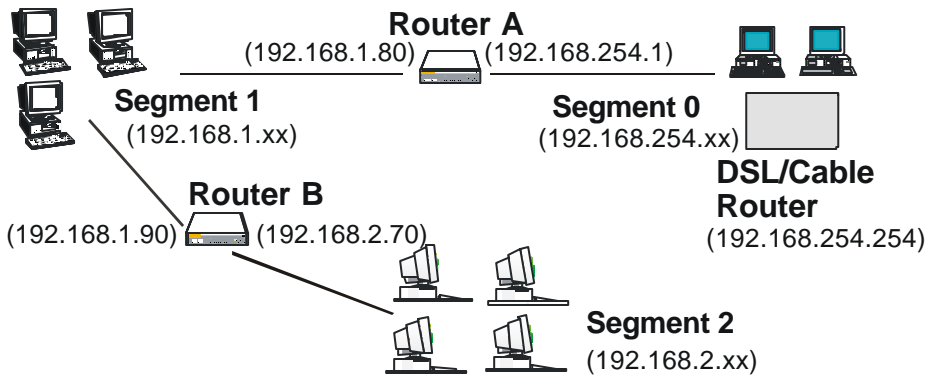 Router A
(192.168.1.80)
(192.168.254.1)
Segment 1
(192.168.1.xx)
Segment 0
(192.168.254.xx)
DSL/Cable
Router
(192.168.254.254)
Router B
(192.168.1.90)
(192.168.2.70)
Segment 2
(192.168.2.xx)